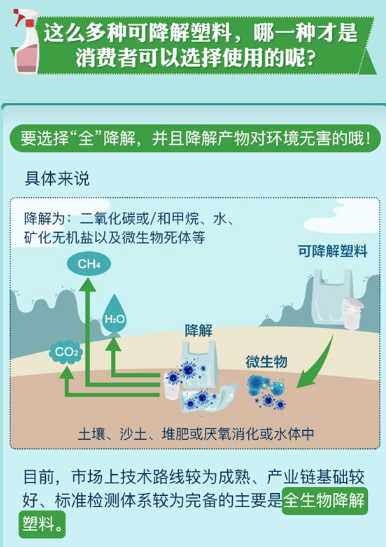 这么多种可降解塑料，哪一种才是
消费者可以选择使用的呢?
要选择“全”降解，并且降解产物对环境无害的哦!
具体来说
降解为：二氧化碳或/和甲烷、水、
矿化无机盐以及微生物死体等
可降解塑料
CH4
H2O
降解
CO2
微生物
土壤、沙土、堆肥或厌氧消化或水体中
目前，市场上技术路线较为成熟、产业链基础较
好、标准检测体系较为完备的主要是全生物降解
塑料。